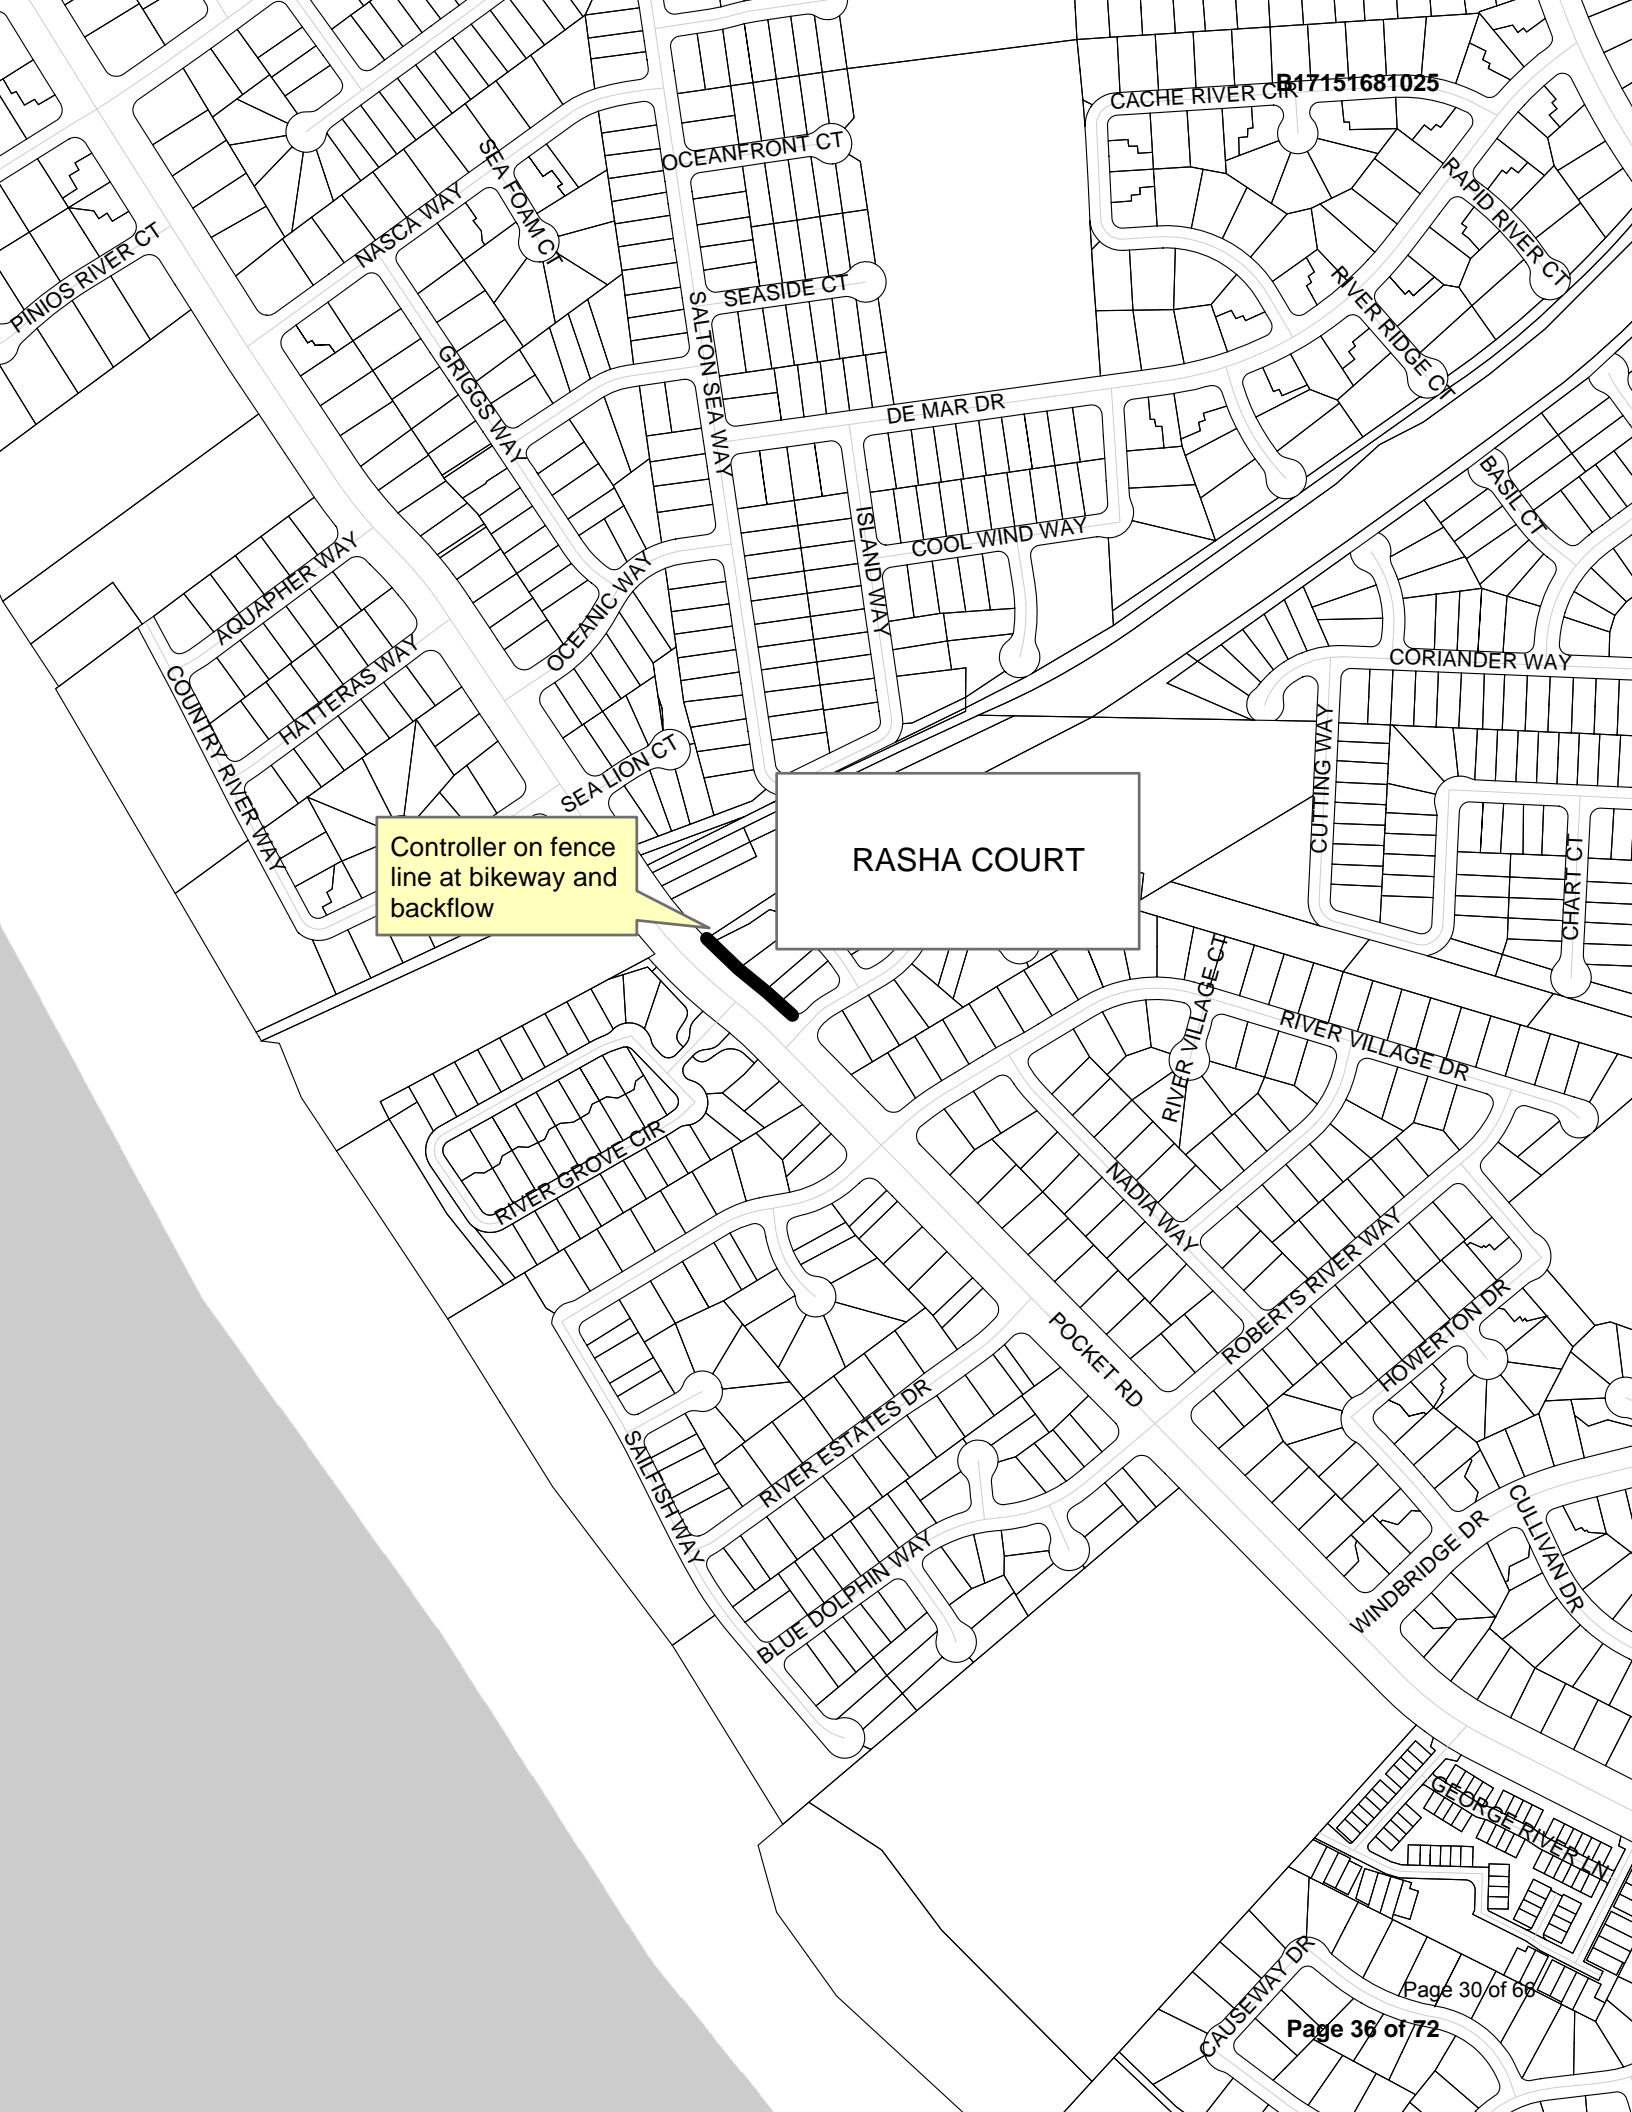 B17151681025
CACHE RIVER CIR
OCEANFRONT CT
SEA FOAM CT
RAPID RIVER CT
NASCA WAY
PINIOS RIVER CT
SEASIDE CT
RIVER RIDGE CT
SALTON SEA WAY
GRIGGS WAY
DE MAR DR
BASIL CT
ISLAND WAY
COOL WIND WAY
AQUAPHER WAY
OCEANIC WAY
HATTERAS WAY
CORIANDER WAY
COUNTRY RIVER WAY
CUTTING WAY
SEA LION CT
Controller on fence
line at bikeway and
backflow
RASHA COURT
CHART CT
RIVER VILLAGE CT
RIVER VILLAGE DR
RIVER GROVE CIR
NADIA WAY
ROBERTS RIVER WAY
HOWERTON DR
POCKET RD
RIVER ESTATES DR
SAILFISH WAY
CULLIVAN DR
WINDBRIDGE DR
BLUE DOLPHIN WAY
GEORGE RIVER LN
CAUSEWAY DR
Page 30 of 66
Page 36 of 72